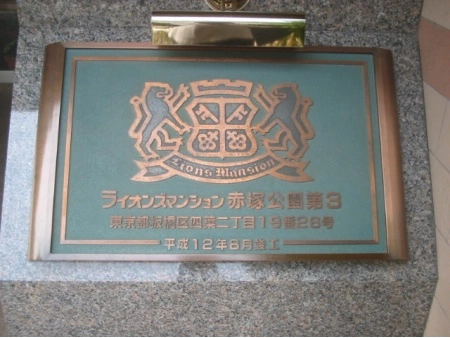 Lions Mansion
ライオンズマンション 赤塚公園第3
東京都板橋区四葉二丁目19番26号
平成12年8月竣工